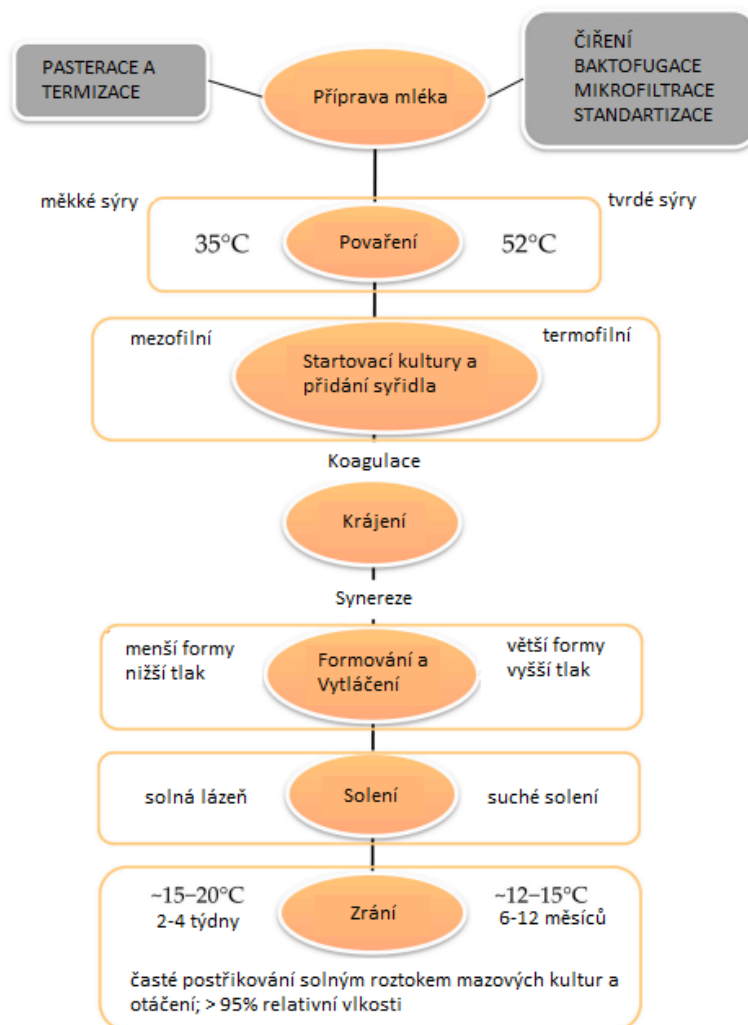 PASTERACE A
TERMIZACE
Příprava mléka
ČIŘENÍ
BAKTOFUGACE
MIKROFILTRACE
STANDARTIZACE
měkké sýry
tvrdé sýry
35°C
Povaření
52°C
mezofilní
termofilní
Startovací kultury a
přidání syřidla
Koagulace
Krájení
Synereze
menší formy
nižší tlak
Formování a
Vytláčení
větší formy
vyšší tlak
solná lázeň
Solení
suché solení
~15–20°C
2-4 týdny
Zrání
~12–15°C
6-12 měsíců
časté postřikování solným roztokem mazových kultur a
otáčení; > 95% relativní vlkosti